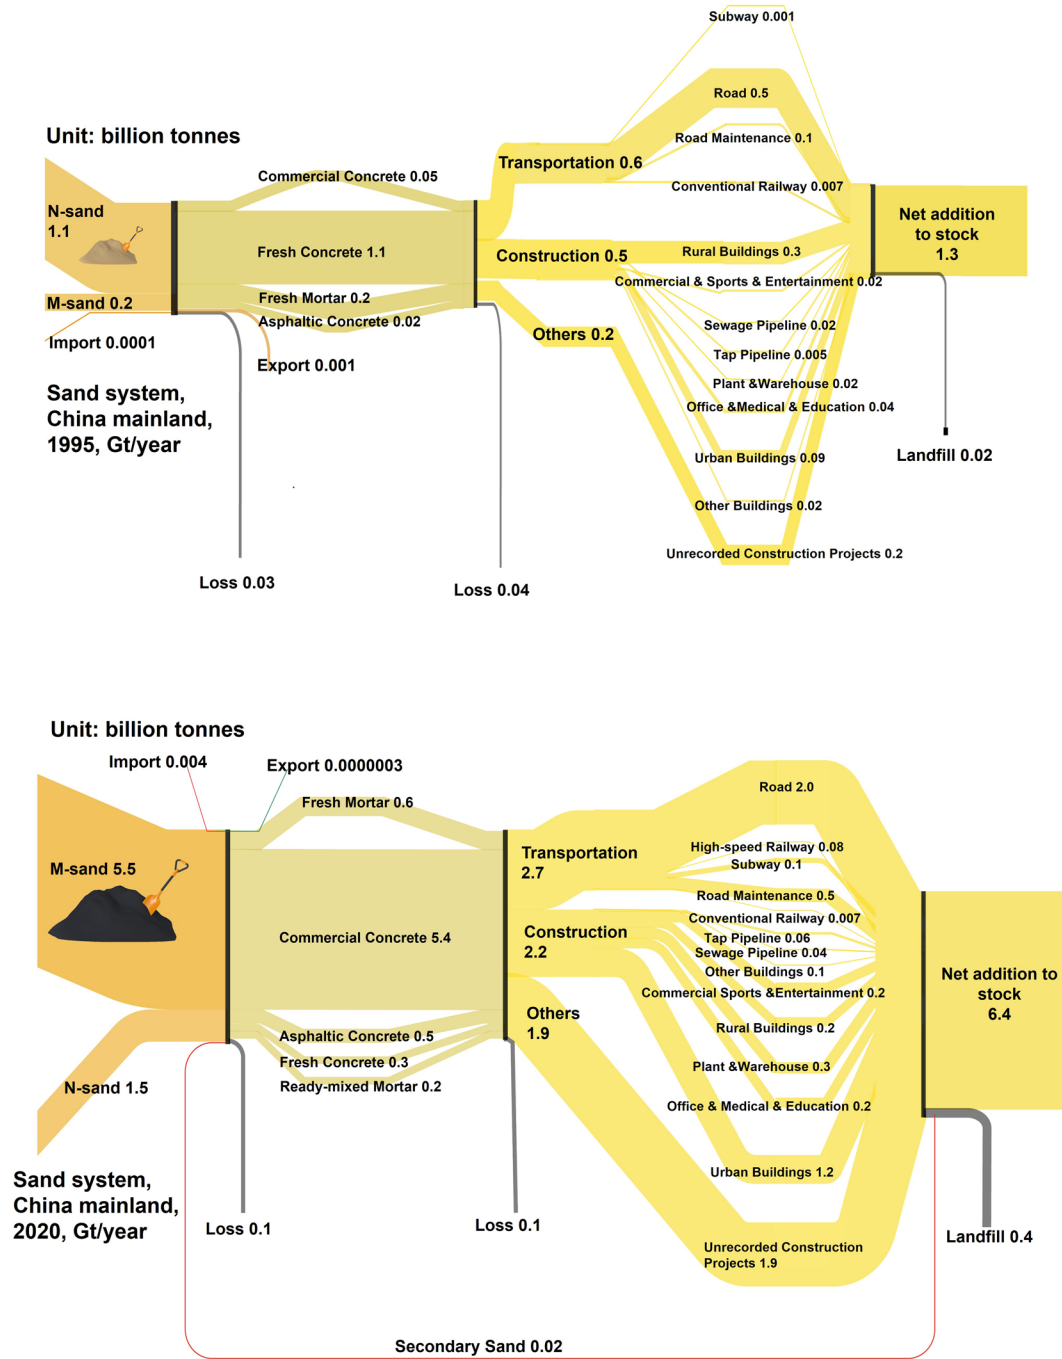 Subway 0.001
Road 0.5
Unit: billion tonnes
Road Maintenance 0.1
Transportation 0.6
Commercial Concrete 0.05
Conventional Railway 0.007
N-sand
1.1
Net addition
to stock
1.3
Fresh Concrete 1.1
Construction 0.5
Rural Buildings 0.3
Commercial & Sports & Entertainment 0.02
M-sand 0.2
Fresh Mortar 0.2
Asphaltic Concrete 0.02
Sewage Pipeline 0.02
Others 0.2
Import 0.0001
Tap Pipeline 0.005
Export 0.001
Plant &Warehouse 0.02
Sand system,
China mainland,
1995, Gt/year
Office &Medical & Education 0.04
Urban Buildings 0.09
Landfill 0.02
Other Buildings 0.02
Unrecorded Construction Projects 0.2
Loss 0.03
Loss 0.04
Unit: billion tonnes
Import 0.004
Export 0.0000003
Road 2.0
Fresh Mortar 0.6
High-speed Railway 0.08
Transportation
2.7
Subway 0.1
M-sand 5.5
Road Maintenance 0.5
Conventional Railway 0.007
Commercial Concrete 5.4
Construction
2.2
Tap Pipeline 0.06
Sewage Pipeline 0.04
Other Buildings 0.1
Net addition to
stock
6.4
Commercial Sports &Entertainment 0.2
Others
1.9
Rural Buildings 0.2
Asphaltic Concrete 0.5
Fresh Concrete 0.3
Plant &Warehouse 0.3
N-sand 1.5
Ready-mixed Mortar 0.2
Office & Medical & Education 0.2
Urban Buildings 1.2
Sand system,
China mainland,
2020, Gt/year
Loss 0.1
Loss 0.1
Landfill 0.4
Unrecorded Construction
Projects 1.9
Secondary Sand 0.02